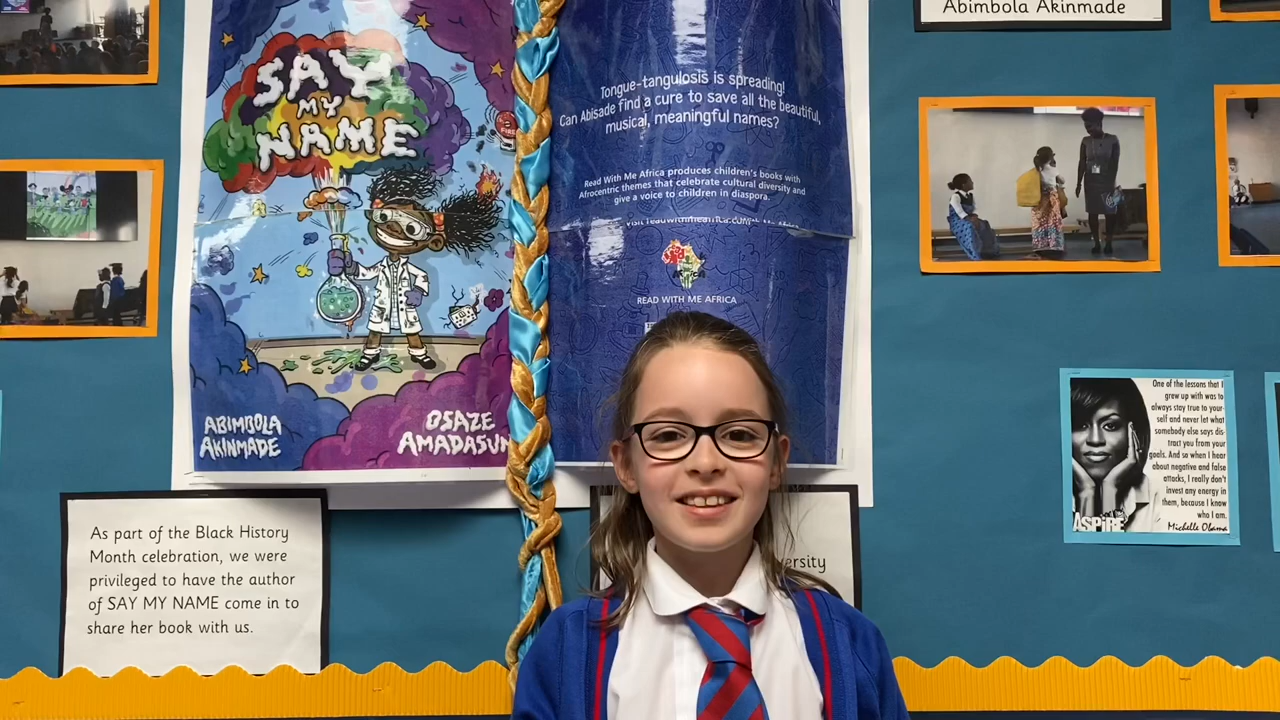 Abimbola Akinmade
SAY
MY
NAME
FIRE
ABIMBOLA
AKINMADE
OSAZE
AMADASUN
Tongue-tangulosis is spreading!
Can Abisade find a cure to save all the beautiful,
musical, meaningful names?
Read With Me Africa produces children's books with
Afrocentric themes that celebrate cultural diversity and
give a voice to children in diaspora.
READ WITH ME AFRICA
As part of the Black History
Month celebration, we were
privileged to have the author
of SAY MY NAME come in to
share her book with us.
One of the lessons that I
grew up with was to
always stay true to your-
self and never let what
somebody else says dis-
tract you from your
goals. And so when I hear
about negative and false
attacks, I really don't
invest any energy in
them, because I know
who I am.
Michelle Obama
ASPIRE